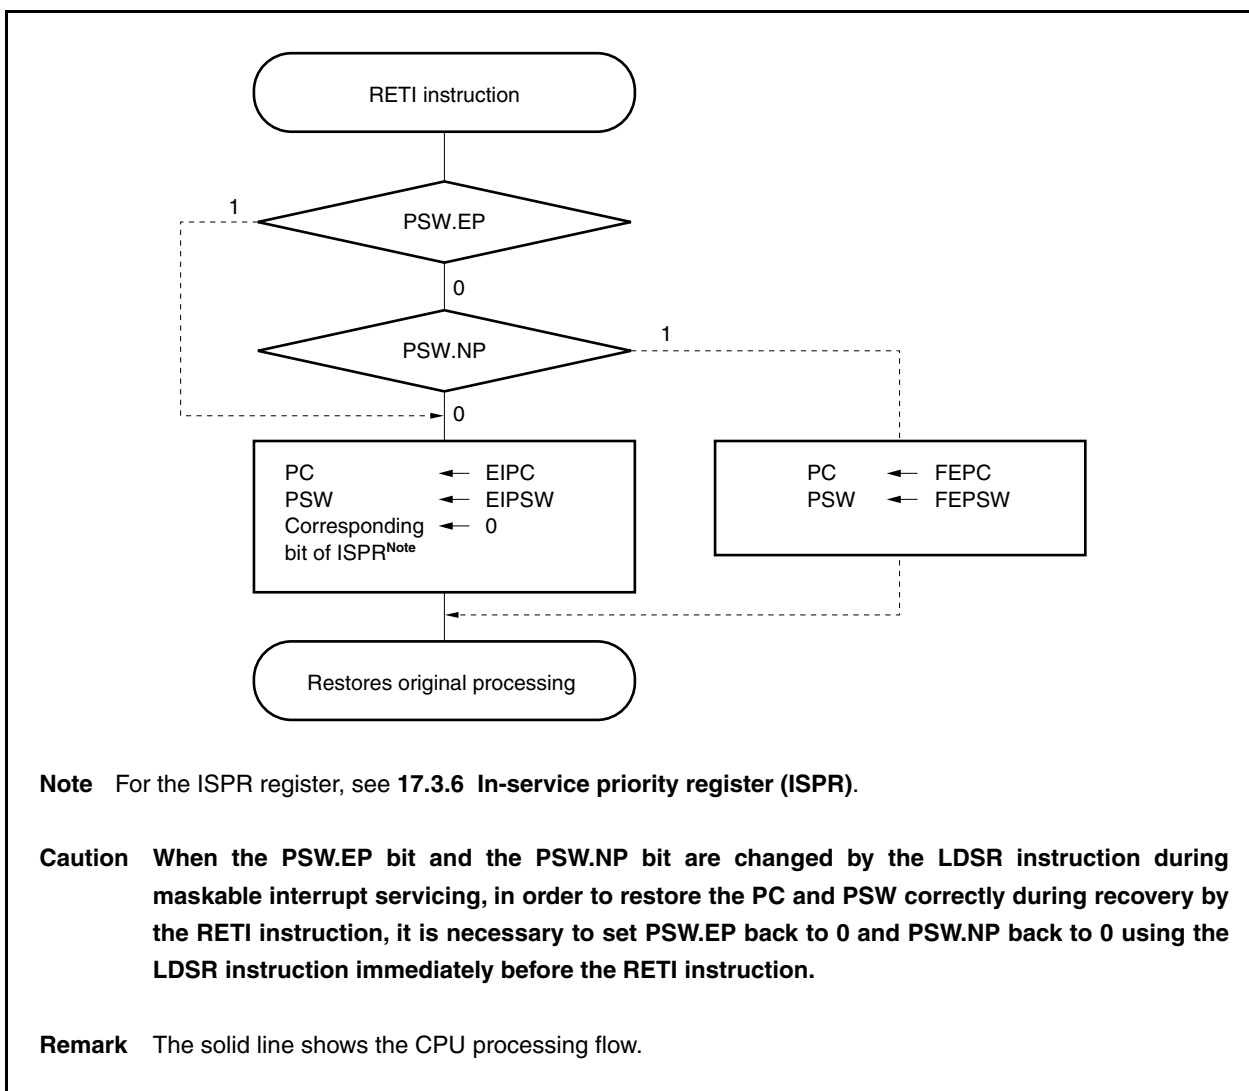 RETI instruction
1
PSW.EP
0
1
PSW.NP
0
PC ← EIPC
PSW ← EIPSW
Corresponding ← 0
bit of ISPRNote
PC ← FEPC
PSW ← FEPSW
Restores original processing
Note For the ISPR register, see 17.3.6 In-service priority register (ISPR).
Caution When the PSW.EP bit and the PSW.NP bit are changed by the LDSR instruction during
maskable interrupt servicing, in order to restore the PC and PSW correctly during recovery by
the RETI instruction, it is necessary to set PSW.EP back to 0 and PSW.NP back to 0 using the
LDSR instruction immediately before the RETI instruction.
Remark The solid line shows the CPU processing flow.